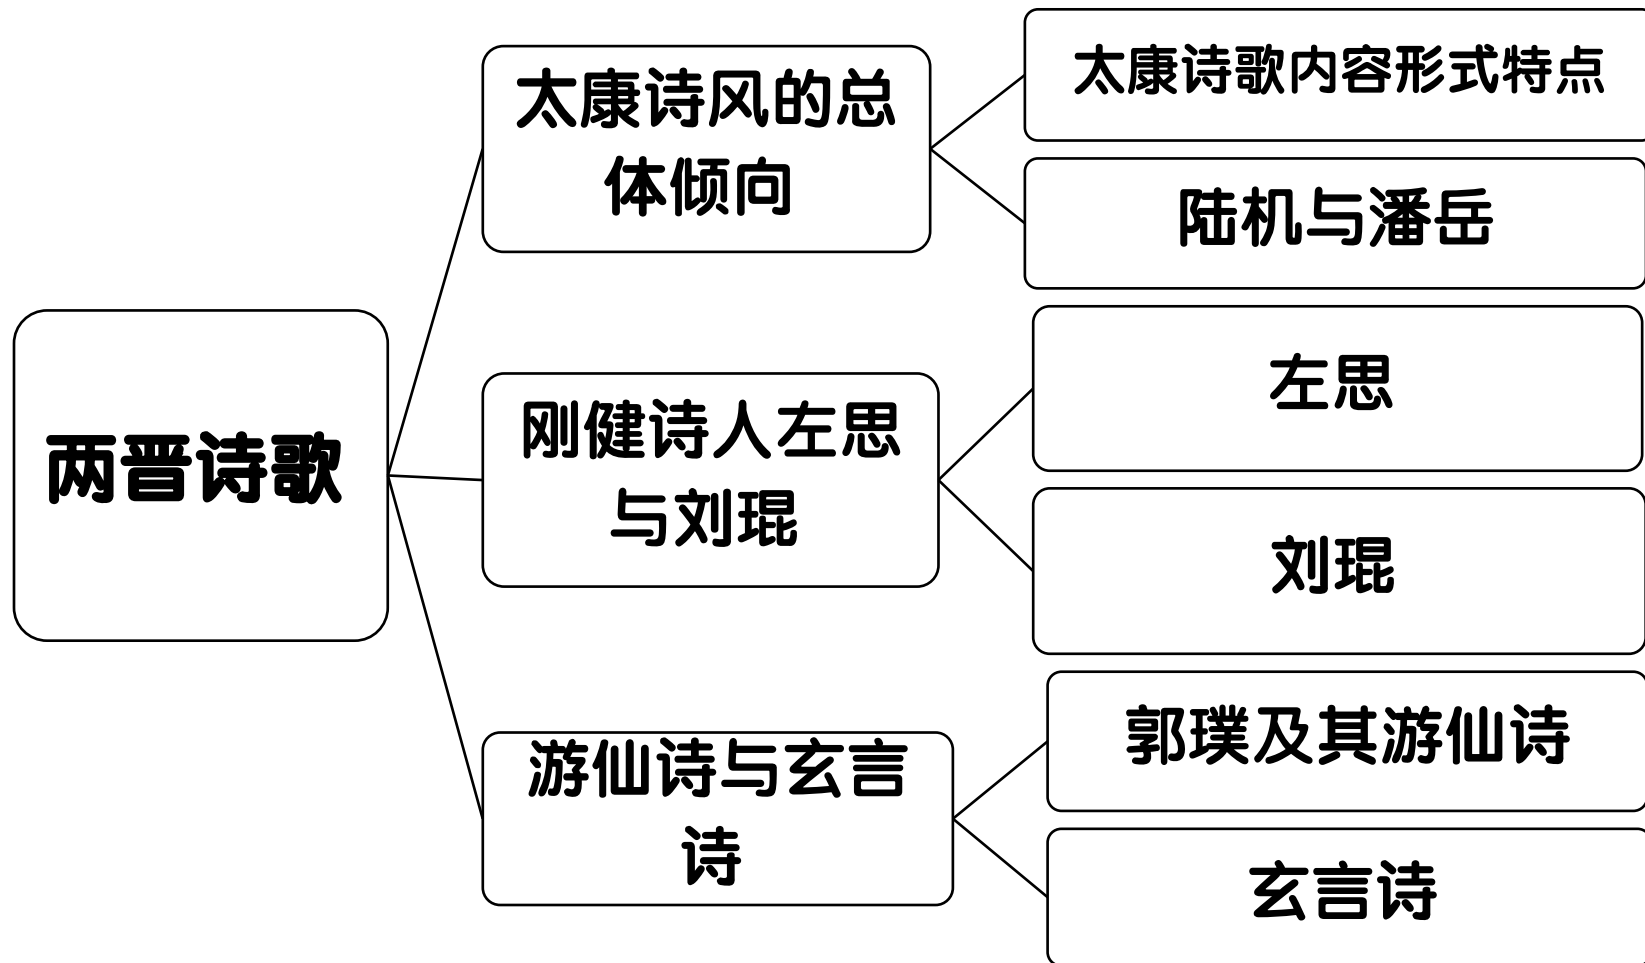 两晋诗歌
太康诗风的总
体倾向
太康诗歌内容形式特点
陆机与潘岳
刚健诗人左思
与刘琨
左思
刘琨
游仙诗与玄言
诗
郭璞及其游仙诗
玄言诗